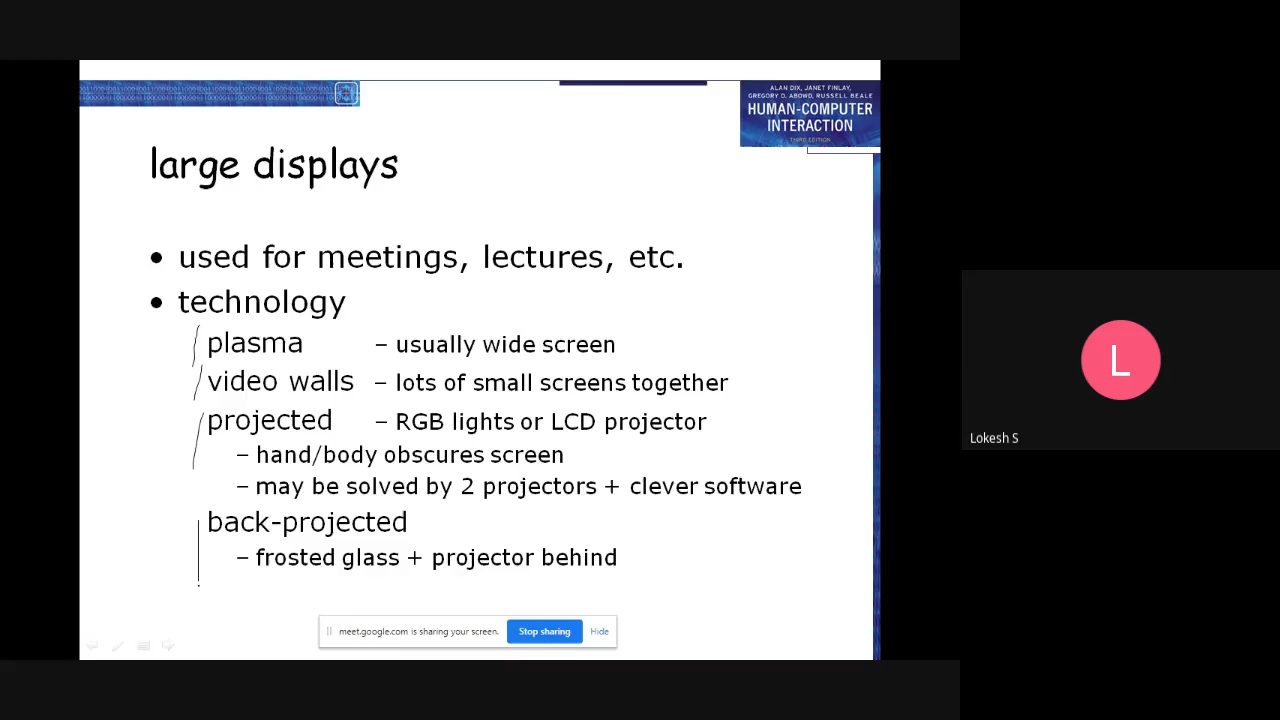 ALAN DIX, JANET FINLAY,
GREGORY D. ABOWD, RUSSELL BEALE
HUMAN-COMPUTER
INTERACTION
THIRD EDITION
large displays
• used for meetings, lectures, etc.
• technology
plasma – usually wide screen
video walls – lots of small screens together
projected – RGB lights or LCD projector
– hand/body obscures screen
– may be solved by 2 projectors + clever software
back-projected
– frosted glass + projector behind
meet.google.com is sharing your screen. Stop sharing Hide
L
Lokesh S